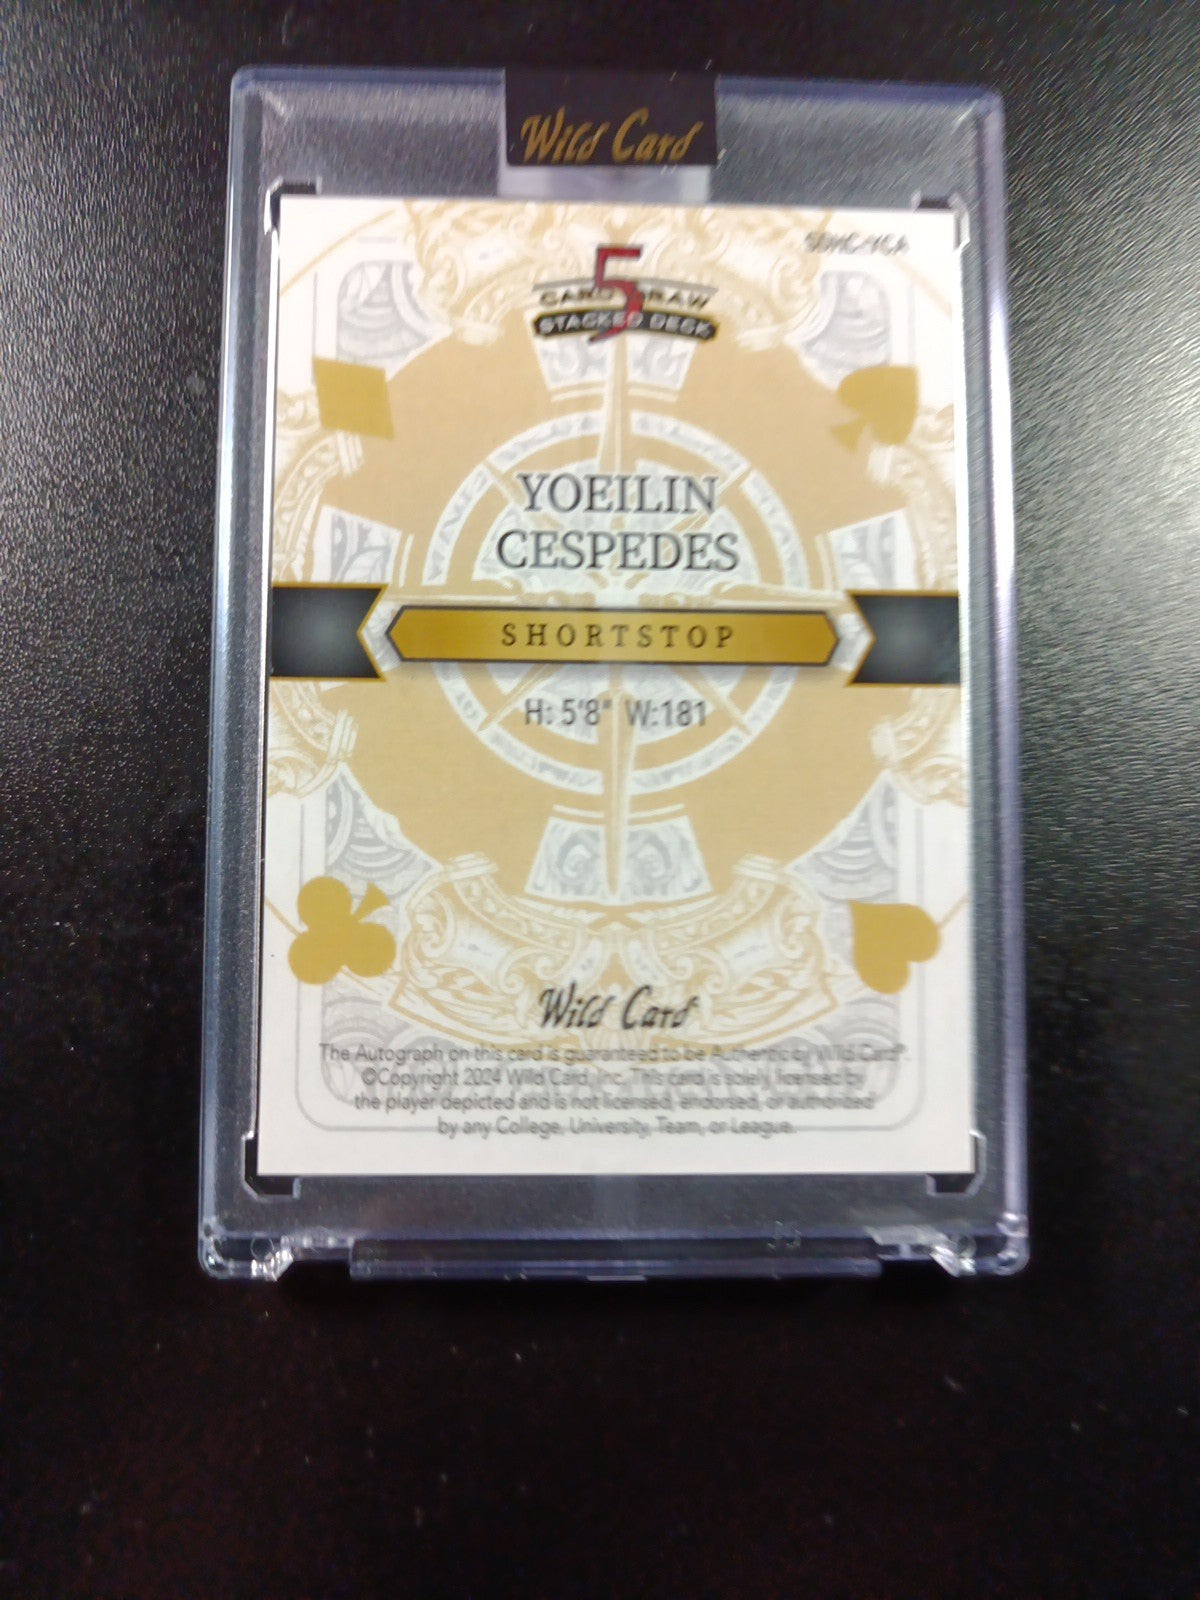 Wild Card
5
CARD DRAW
STACKED DECK
YOEILIN
CESPEDES
SHORTSTOP
H: 5'8" W:181
Wild Card
The Autograph on this card is guaranteed to be Authentic by Wild Card®.
©Copyright 2024 Wild Card, Inc. This card is solely licensed by
the player depicted and is not licensed, endorsed, or authorized
by any College, University, Team, or League.